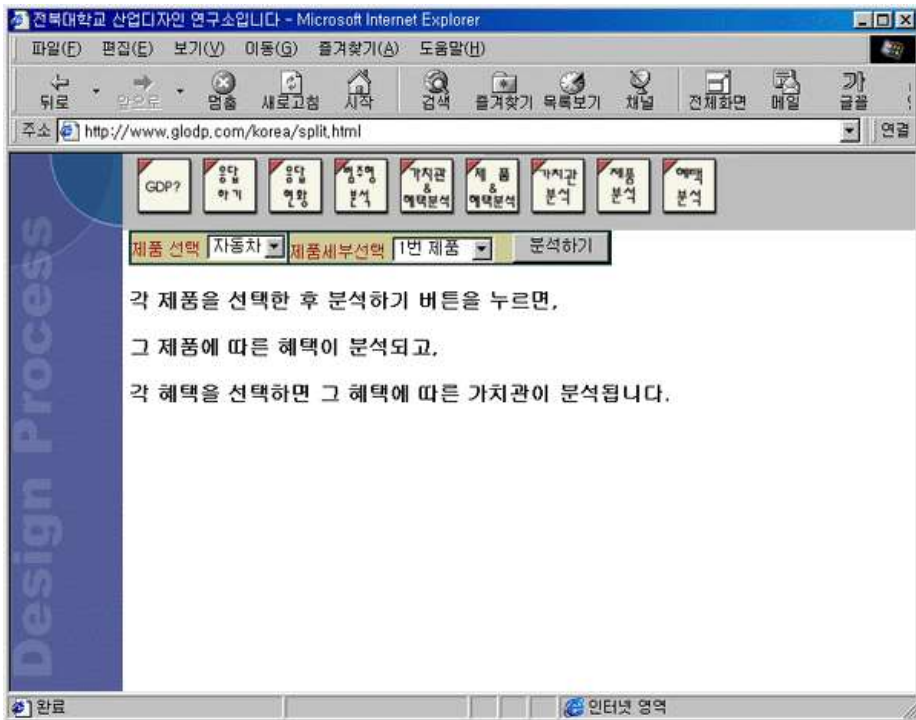 전북대학교 산업디자인 연구소입니다 - Microsoft Internet Explorer
파일(F) 편집(E) 보기(V) 이동(G) 즐겨찾기(A) 도움말(H)
뒤로 앞으로 멈춤 새로고침 시작 검색 즐겨찾기 목록보기 채널 전체화면 메일 글꼴
주소 http://www.glodp.com/korea/split.html 연결
GDP? 응답 하기 응답 현황 범주형 분석 가치관 & 혜택분석 제 품 & 혜택분석 가치관 분석 제품 분석 혜택 분석
제품 선택 자동차 제품세부선택 1번 제품 분석하기
각 제품을 선택한 후 분석하기 버튼을 누르면,
그 제품에 따른 혜택이 분석되고,
각 혜택을 선택하면 그 혜택에 따른 가치관이 분석됩니다.
Design Process
완료 인터넷 영역